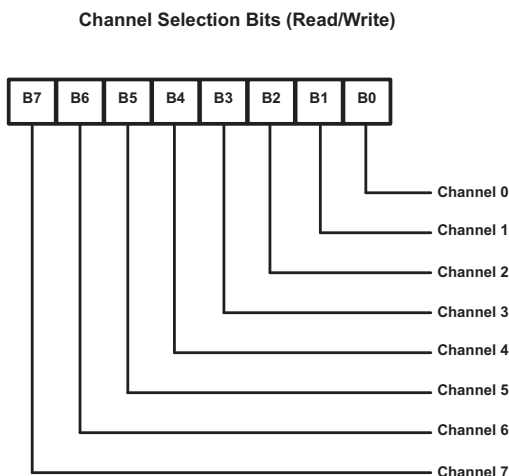 Channel Selection Bits (Read/Write)
B7 B6 B5 B4 B3 B2 B1 B0
Channel 0
Channel 1
Channel 2
Channel 3
Channel 4
Channel 5
Channel 6
Channel 7